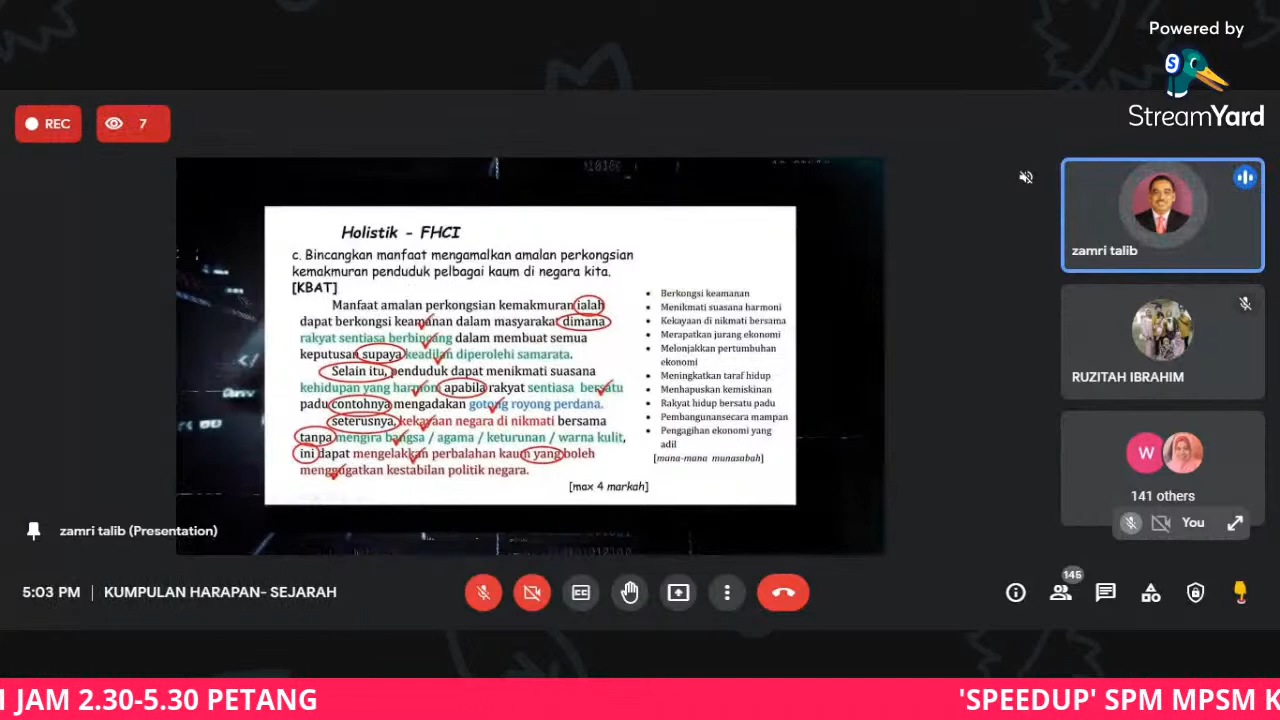 Powered by
StreamYard
REC
7
Holistik - FHCI
c. Bincangkan manfaat mengamalkan amalan perkongsian
kemakmuran penduduk pelbagai kaum di negara kita.
[KBAT]
Manfaat amalan perkongsian kemakmuran ialah
dapat berkongsi keamanan dalam masyarakat dimana
rakyat sentiasa berbincang dalam membuat semua
keputusan supaya keadilan diperolehi samarata.
Selain itu, penduduk dapat menikmati suasana
kehidupan yang harmoni apabila rakyat sentiasa bersatu
padu contohnya mengadakan gotong royong perdana.
seterusnya, kekayaan negara di nikmati bersama
tanpa mengira bangsa / agama / keturunan / warna kulit,
ini dapat mengelakkan perbalahan kaum yang boleh
menggugatkan kestabilan politik negara.
[max 4 markah]
• Berkongsi keamanan
• Menikmati suasana harmoni
• Kekayaan di nikmati bersama
• Merapatkan jurang ekonomi
• Melonjakkan pertumbuhan
ekonomi
• Meningkatkan taraf hidup
• Menhapuskan kemiskinan
• Rakyat hidup bersatu padu
• Pembangunansecara mampan
• Pengagihan ekonomi yang
adil
[mana-mana munasabah]
zamri talib
RUZITAH IBRAHIM
W
141 others
You
zamri talib (Presentation)
5:03 PM | KUMPULAN HARAPAN- SEJARAH
145
JAM 2.30-5.30 PETANG
'SPEEDUP' SPM MPSM K